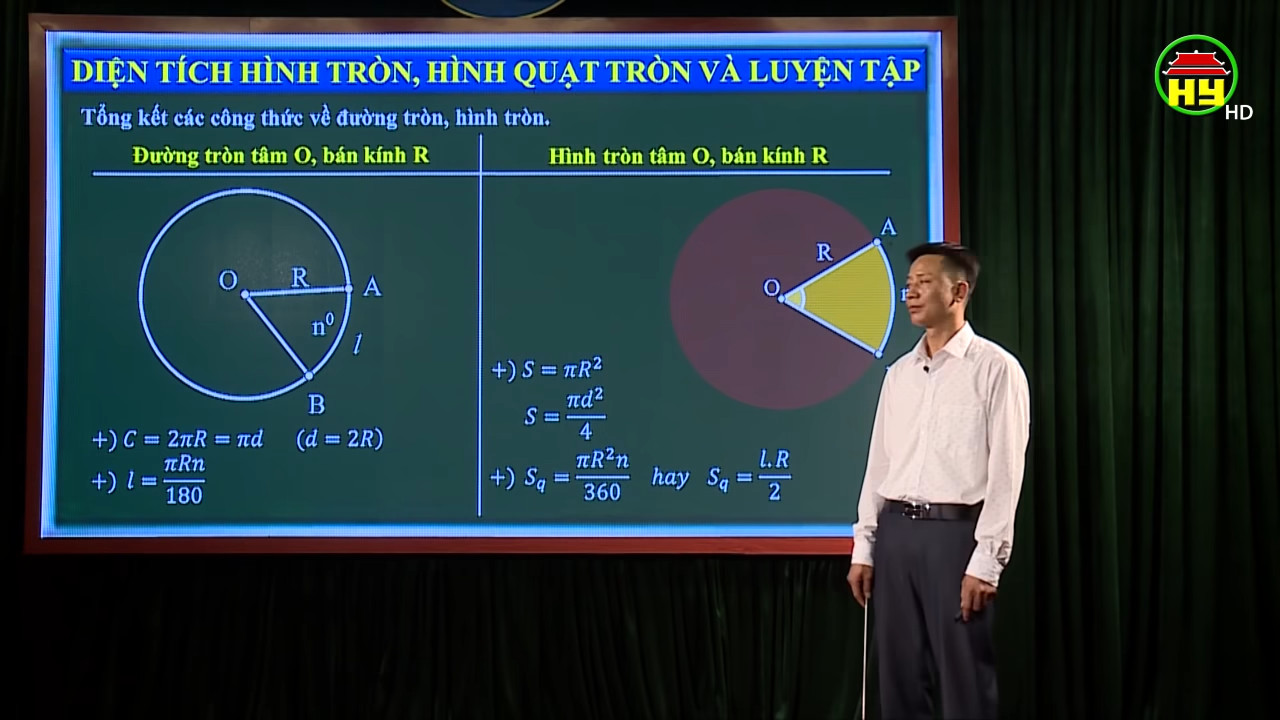 DIỆN TÍCH HÌNH TRÒN, HÌNH QUẠT TRÒN VÀ LUYỆN TẬP
Tổng kết các công thức về đường tròn, hình tròn.
Đường tròn tâm O, bán kính R
O R A
n⁰
l
B
+) C = 2πR = πd (d = 2R)
+) l = πRn/180
Hình tròn tâm O, bán kính R
A
R
O
+) S = πR²
S = πd²/4
+) Sq = πR²n/360 hay Sq = l.R/2
HY
HD